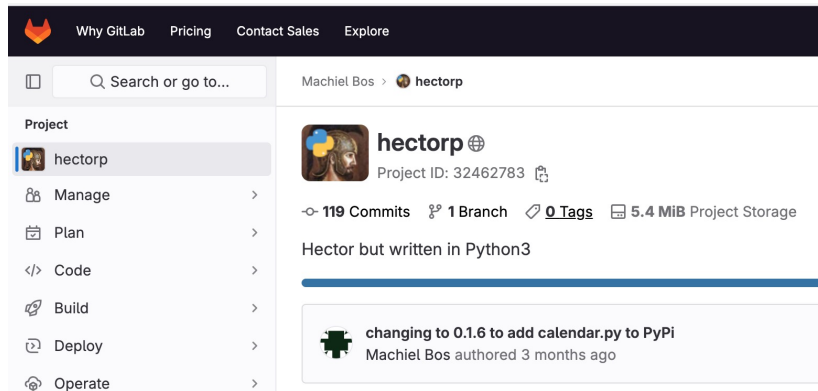 Why GitLab Pricing Contact Sales Explore
Search or go to...
Machiel Bos > hectorp
Project
hectorp
Manage
Plan
Code
Build
Deploy
Operate
hectorp
Project ID: 32462783
119 Commits 1 Branch 0 Tags 5.4 MiB Project Storage
Hector but written in Python3
changing to 0.1.6 to add calendar.py to PyPi
Machiel Bos authored 3 months ago